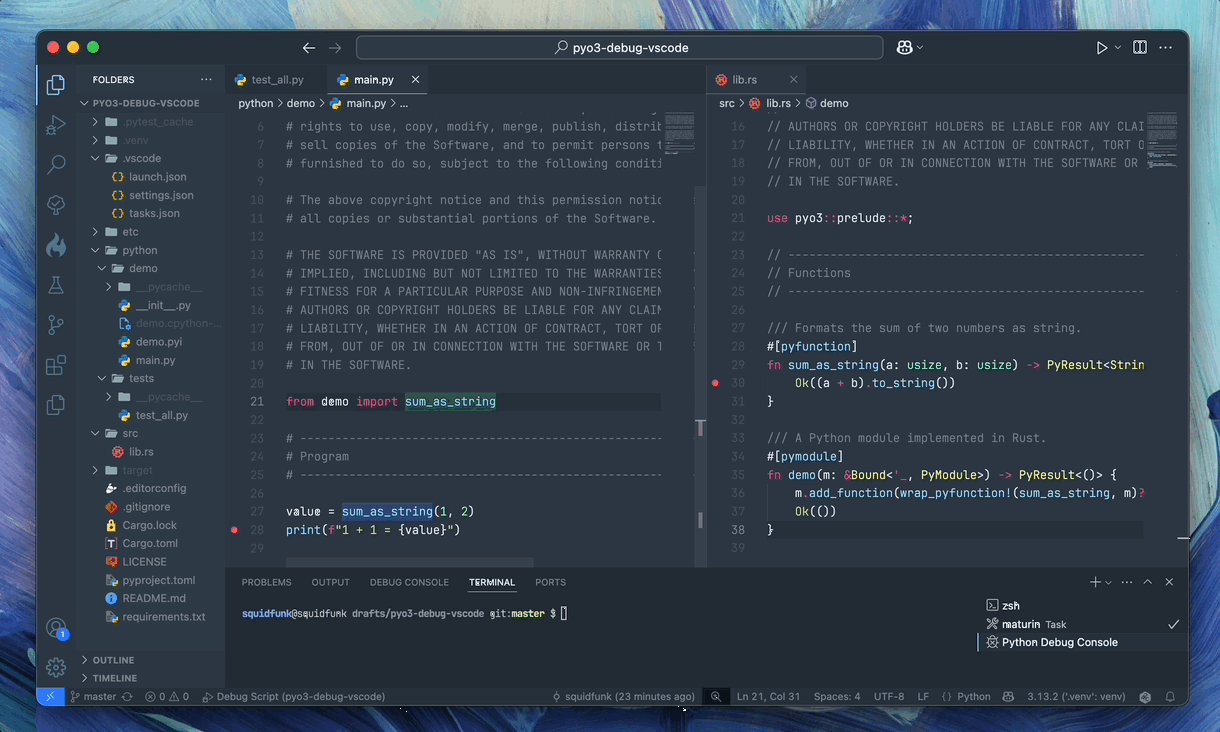 pyo3-debug-vscode
FOLDERS
PYO3-DEBUG-VSCODE
.pytest_cache
.venv
.vscode
launch.json
settings.json
tasks.json
etc
python
demo
__pycache__
__init__.py
demo.cpython-...
demo.pyi
main.py
tests
__pycache__
test_all.py
src
lib.rs
target
.editorconfig
.gitignore
Cargo.lock
Cargo.toml
LICENSE
pyproject.toml
README.md
requirements.txt
OUTLINE
TIMELINE
test_all.py
main.py
python > demo > main.py > ...
6 # rights to use, copy, modify, merge, publish, distrib
7 # sell copies of the Software, and to permit persons t
8 # furnished to do so, subject to the following conditi
9
10 # The above copyright notice and this permission notic
11 # all copies or substantial portions of the Software.
12
13 # THE SOFTWARE IS PROVIDED "AS IS", WITHOUT WARRANTY O
14 # IMPLIED, INCLUDING BUT NOT LIMITED TO THE WARRANTIES
15 # FITNESS FOR A PARTICULAR PURPOSE AND NON-INFRINGEMEN
16 # AUTHORS OR COPYRIGHT HOLDERS BE LIABLE FOR ANY CLAIM
17 # LIABILITY, WHETHER IN AN ACTION OF CONTRACT, TORT OR
18 # FROM, OUT OF OR IN CONNECTION WITH THE SOFTWARE OR T
19 # IN THE SOFTWARE.
20
21 from demo import sum_as_string
22
23 # -------------------------------------------------
24 # Program
25 # -------------------------------------------------
26
27 value = sum_as_string(1, 2)
28 print(f"1 + 1 = {value}")
29
lib.rs
src > lib.rs > demo
16 // AUTHORS OR COPYRIGHT HOLDERS BE LIABLE FOR ANY CLAI
17 // LIABILITY, WHETHER IN AN ACTION OF CONTRACT, TORT O
18 // FROM, OUT OF OR IN CONNECTION WITH THE SOFTWARE OR
19 // IN THE SOFTWARE.
20
21 use pyo3::prelude::*;
22
23 // -------------------------------------------------
24 // Functions
25 // -------------------------------------------------
26
27 /// Formats the sum of two numbers as string.
28 #[pyfunction]
29 fn sum_as_string(a: usize, b: usize) -> PyResult<Strin
30 Ok((a + b).to_string())
31 }
32
33 /// A Python module implemented in Rust.
34 #[pymodule]
35 fn demo(m: &Bound<'_, PyModule>) -> PyResult<()> {
36 m.add_function(wrap_pyfunction!(sum_as_string, m)?
37 Ok(())
38 }
39
PROBLEMS OUTPUT DEBUG CONSOLE TERMINAL PORTS
squidfunk@squidfunk drafts/pyo3-debug-vscode git:master $
zsh
maturin Task
Python Debug Console
1
master 0 0 Debug Script (pyo3-debug-vscode) squidfunk (23 minutes ago) Ln 21, Col 31 Spaces: 4 UTF-8 LF {} Python 3.13.2 ('.venv': venv)